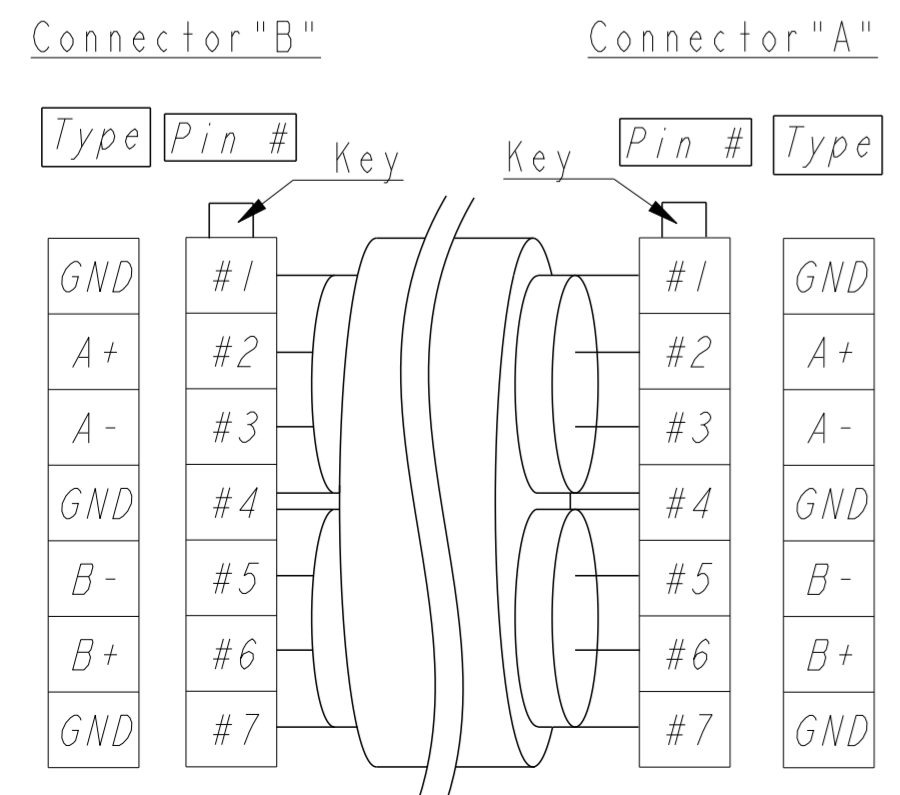 Connector"B" Connector"A"
Type Pin # Key Key Pin # Type
GND #1 #1 GND
A+ #2 #2 A+
A- #3 #3 A-
GND #4 #4 GND
B- #5 #5 B-
B+ #6 #6 B+
GND #7 #7 GND